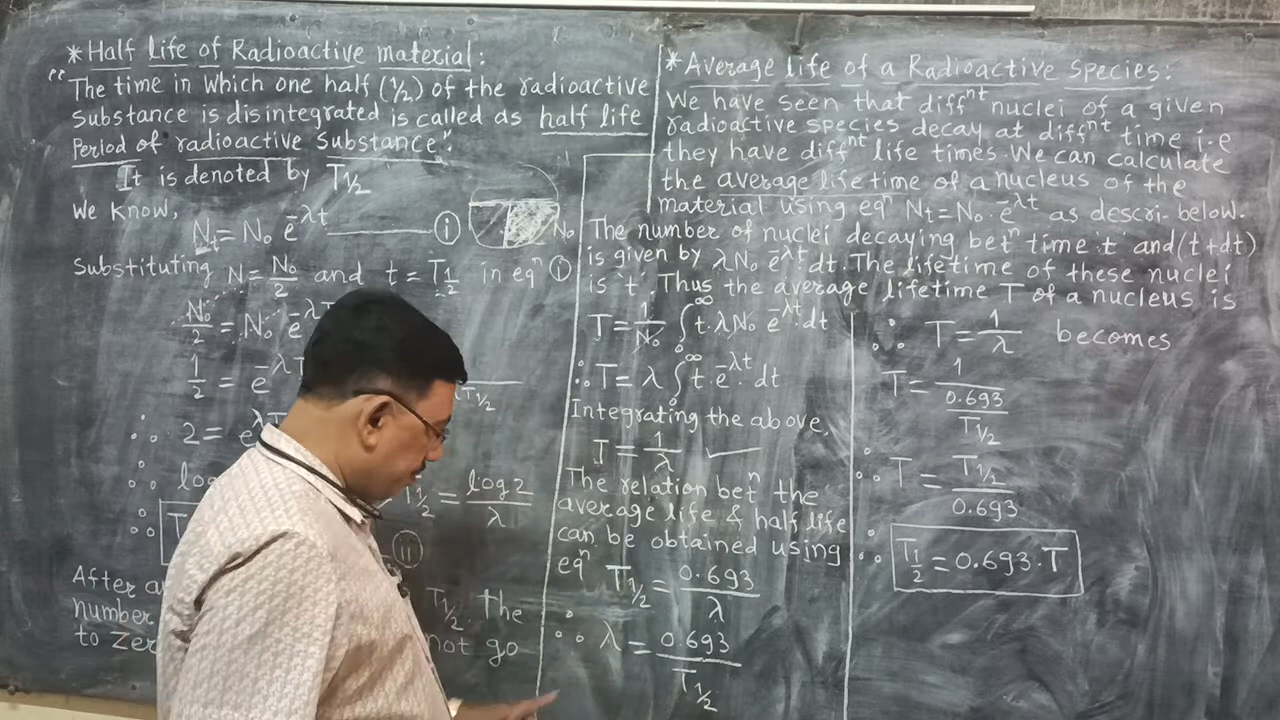 *Half Life of Radioactive material:
"The time in which one half (1/2) of the radioactive
substance is disintegrated is called as half life
Period of radioactive substance".
It is denoted by T1/2
We know,
Nt = N₀ e^-λt ——— (i)
N₀
Substituting N = N₀/2 and t = T1/2 in eqⁿ (i)
N₀/2 = N₀ e^-λT
1/2 = e^-λT
T1/2
∴ 2 = e^λT
∴ log T1/2 = log2/λ
∴ T
(ii)
After T1/2. the
number not go
to zero
*Average life of a Radioactive species:
We have seen that diffⁿᵗ nuclei of a given
radioactive species decay at diffⁿᵗ time i.e
they have diffⁿᵗ life times. We can calculate
the average lifetime of a nucleus of the
material using eqⁿ Nt = N₀·e^-λt as descri- below.
The number of nuclei decaying betⁿ time 't' and (t+dt)
is given by λN₀ e^-λt dt. The lifetime of these nuclei
is 't'. Thus the average lifetime T of a nucleus is
T = 1/N₀ ∫₀^∞ t·λN₀ e^-λt·dt
∴ T = λ ∫₀^∞ t·e^-λt·dt
Integrating the above,
T = 1/λ ✓
The relation betⁿ the
average life & half life
can be obtained using
eqⁿ T1/2 = 0.693/λ
∴ λ = 0.693/T1/2
∴ T = 1/λ becomes
T = 1/(0.693/T1/2)
∴ T = T1/2/0.693
∴ T1/2 = 0.693·T